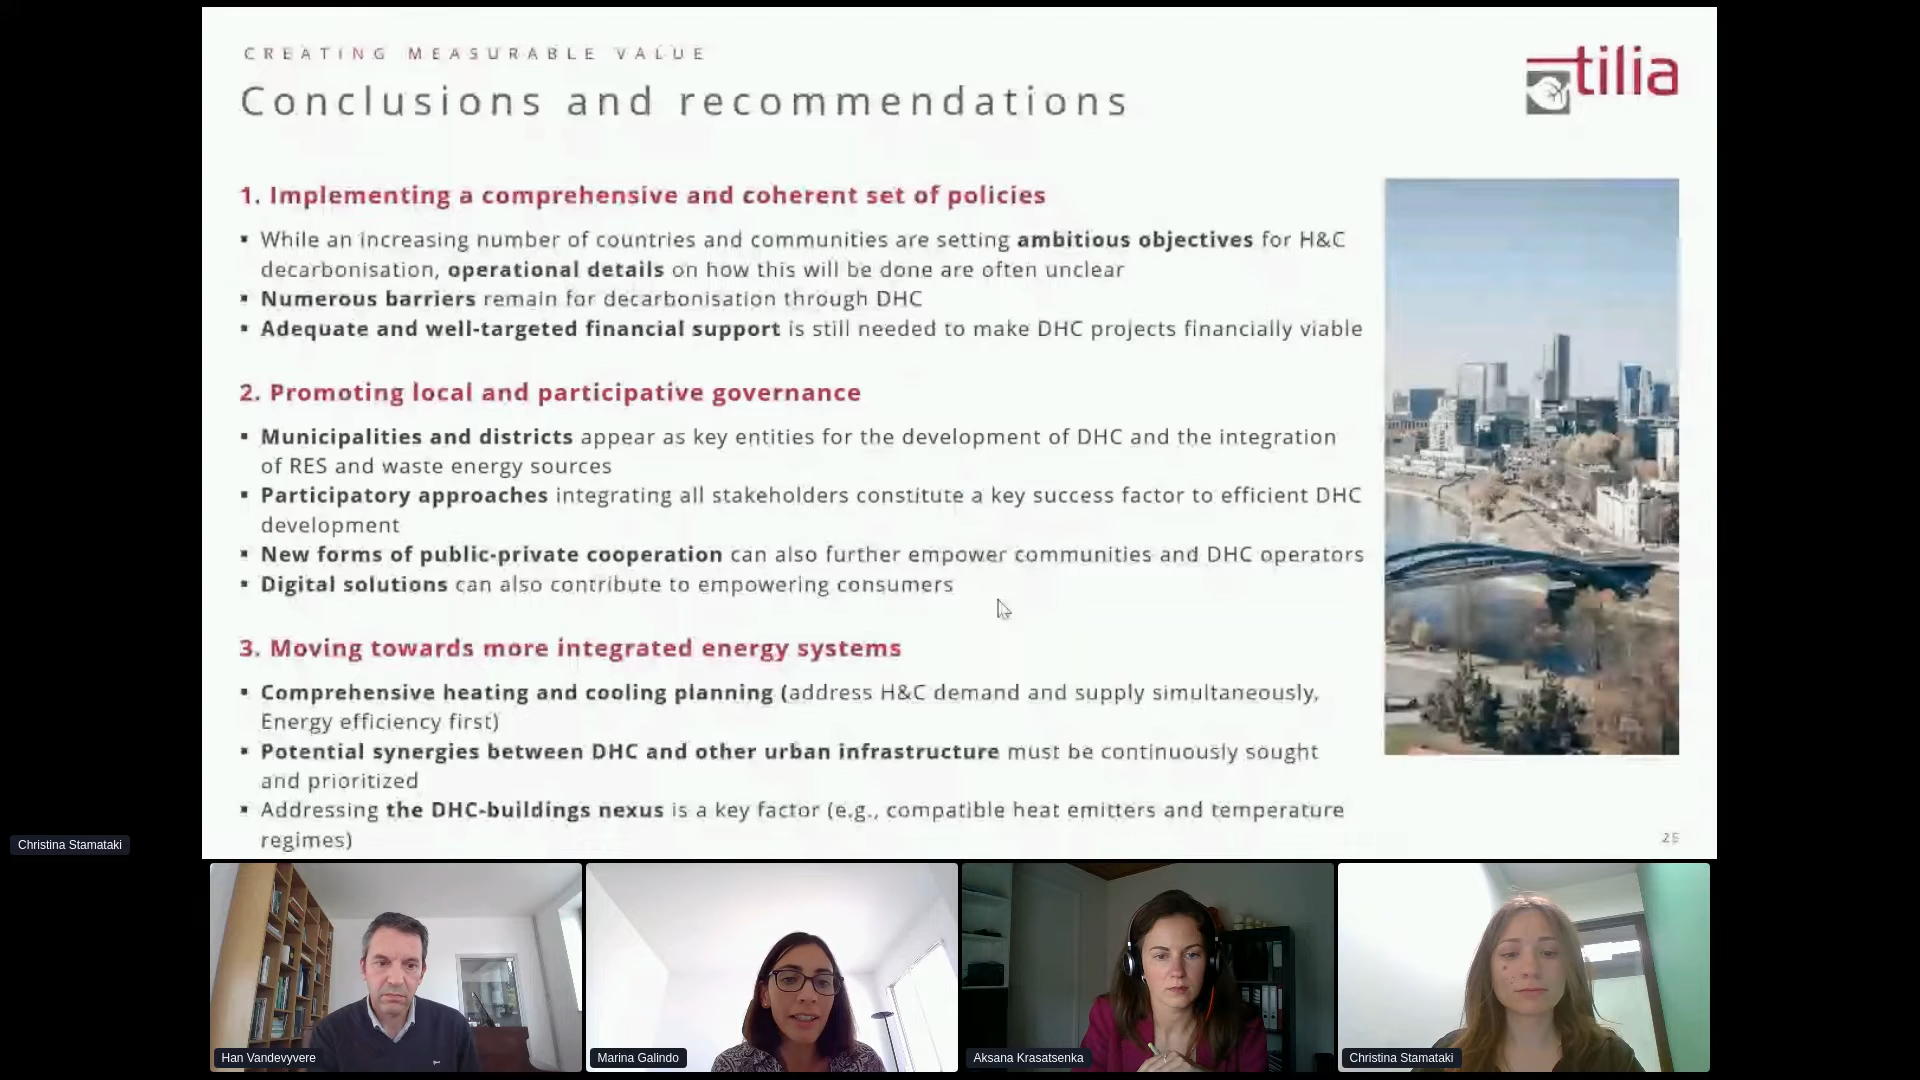 CREATING MEASURABLE VALUE
Conclusions and recommendations
tilia
1. Implementing a comprehensive and coherent set of policies
▪ While an increasing number of countries and communities are setting ambitious objectives for H&C
decarbonisation, operational details on how this will be done are often unclear
▪ Numerous barriers remain for decarbonisation through DHC
▪ Adequate and well-targeted financial support is still needed to make DHC projects financially viable
2. Promoting local and participative governance
▪ Municipalities and districts appear as key entities for the development of DHC and the integration
of RES and waste energy sources
▪ Participatory approaches integrating all stakeholders constitute a key success factor to efficient DHC
development
▪ New forms of public-private cooperation can also further empower communities and DHC operators
▪ Digital solutions can also contribute to empowering consumers
3. Moving towards more integrated energy systems
▪ Comprehensive heating and cooling planning (address H&C demand and supply simultaneously,
Energy efficiency first)
▪ Potential synergies between DHC and other urban infrastructure must be continuously sought
and prioritized
▪ Addressing the DHC-buildings nexus is a key factor (e.g., compatible heat emitters and temperature
regimes)
Christina Stamataki
Han Vandevyvere
Marina Galindo
Aksana Krasatsenka
Christina Stamataki